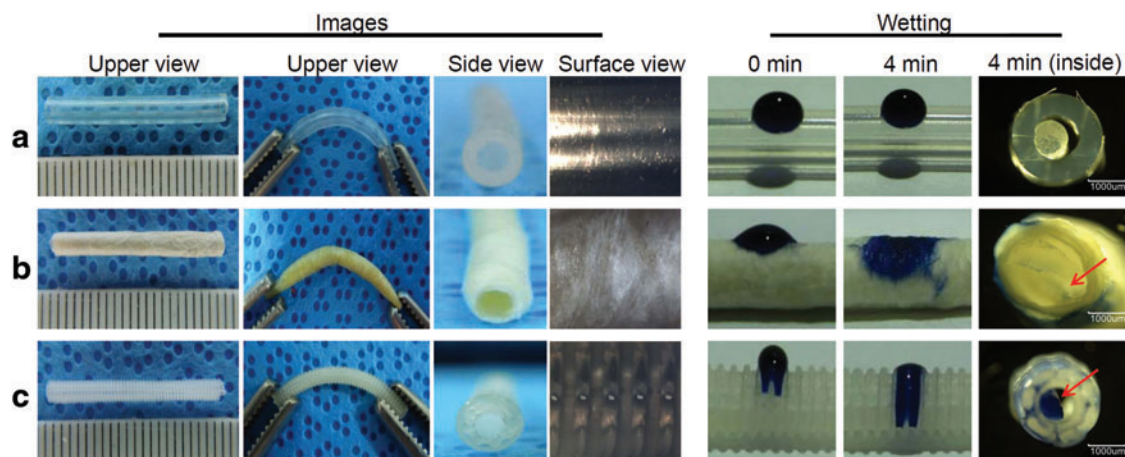 Images Wetting
Upper view Upper view Side view Surface view 0 min 4 min 4 min (inside)
a
1000um
b
1000um
c
1000um